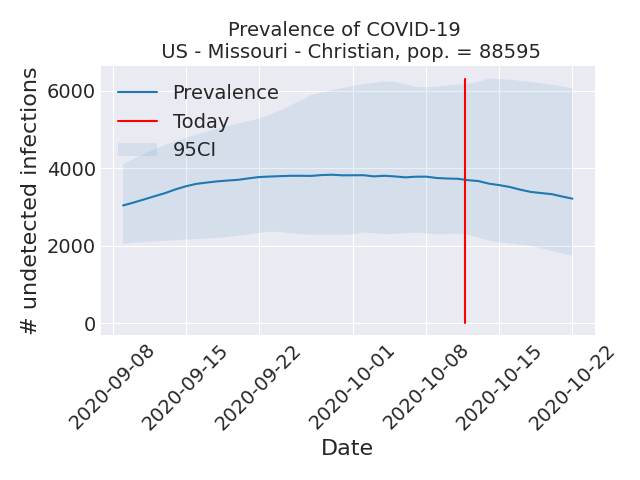 Prevalence of COVID-19
US - Missouri - Christian, pop. = 88595
# undetected infections
6000
4000
2000
0
Prevalence
Today
95CI
2020-09-08
2020-09-15
2020-09-22
2020-10-01
2020-10-08
2020-10-15
2020-10-22
Date